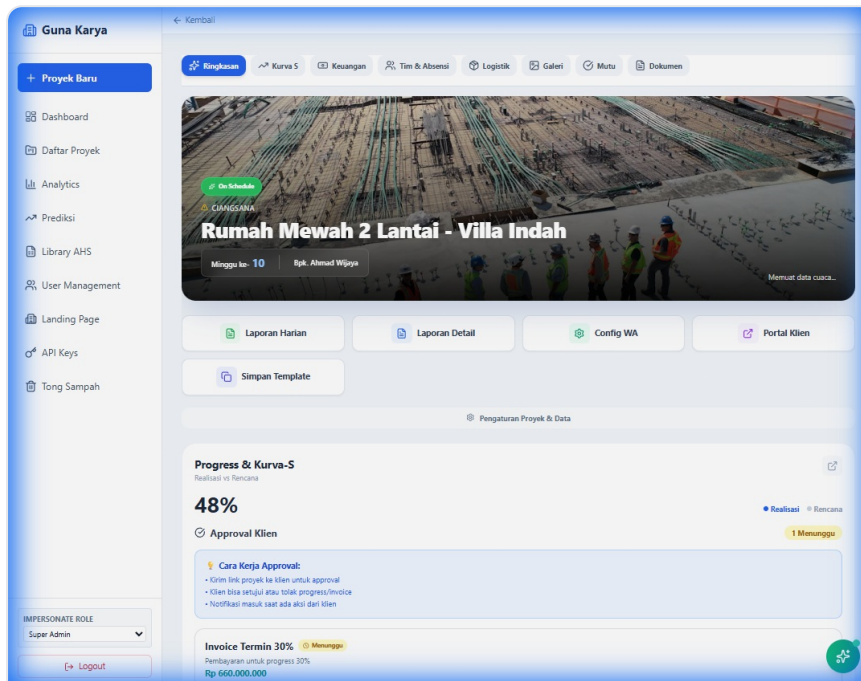 Guna Karya
Kembali
+ Proyek Baru
Dashboard
Daftar Proyek
Analytics
Prediksi
Library AHS
User Management
Landing Page
API Keys
Tong Sampah
IMPERSONATE ROLE
Super Admin
Logout
Ringkasan
Kurva S
Keuangan
Tim & Absensi
Logistik
Galeri
Mutu
Dokumen
On Schedule
CIANGSANA
Rumah Mewah 2 Lantai - Villa Indah
Minggu ke- 10
Bpk. Ahmad Wijaya
Memuat data cuaca...
Laporan Harian
Laporan Detail
Config WA
Portal Klien
Simpan Template
Pengaturan Proyek & Data
Progress & Kurva-S
Realisasi vs Rencana
48%
Realisasi
Rencana
Approval Klien
1 Menunggu
Cara Kerja Approval:
• Kirim link proyek ke klien untuk approval
• Klien bisa setujui atau tolak progress/invoice
• Notifikasi masuk saat ada aksi dari klien
Invoice Termin 30%
Menunggu
Pembayaran untuk progress 30%
Rp 660.000.000